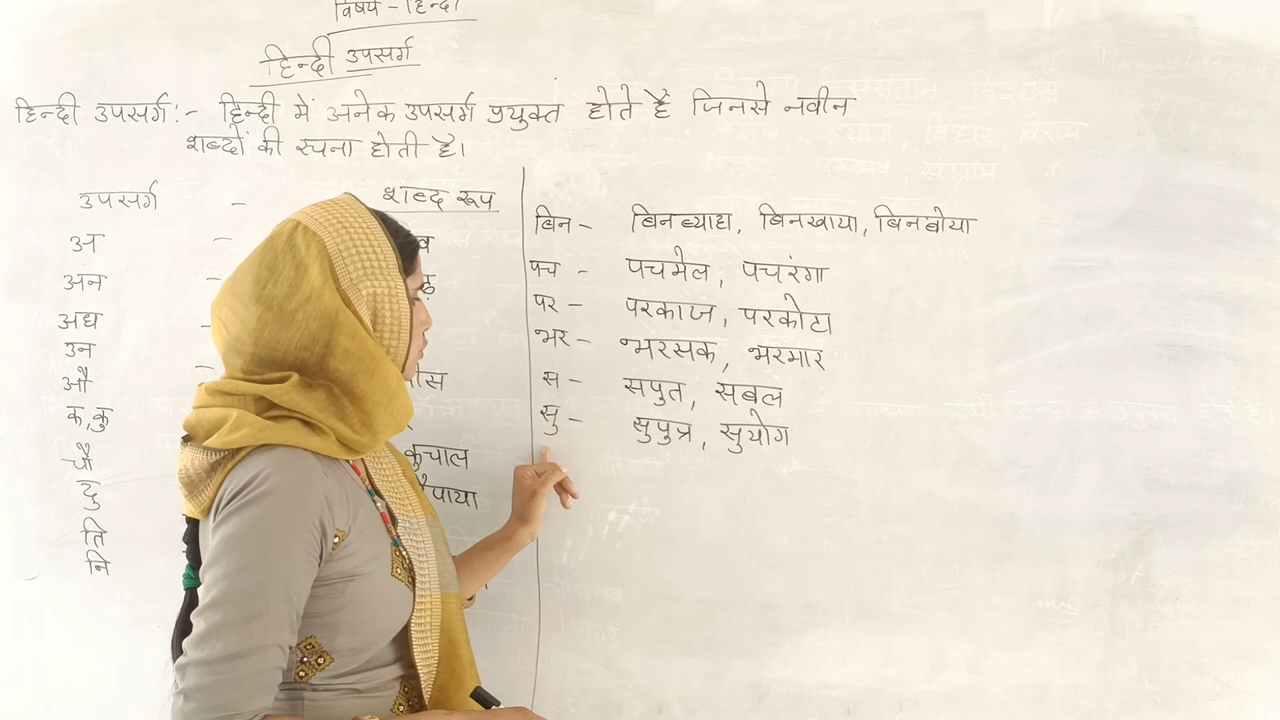 विषय - हिन्दी
हिन्दी उपसर्ग
हिन्दी उपसर्ग :- हिन्दी में अनेक उपसर्ग प्रयुक्त होते हैं जिनसे नवीन
शब्दों की रचना होती है।
उपसर्ग - शब्द रूप
अ -
अन -
अध -
उन -
औ
क,कु
चौ कुचाल
दु पाया
ति
नि
बिन - बिनब्याहा, बिनखाया, बिनबोया
पच - पचमेल, पचरंगा
पर - परकाज, परकोटा
भर - भरसक, भरमार
स - सपुत, सबल
सु - सुपुत्र, सुयोग